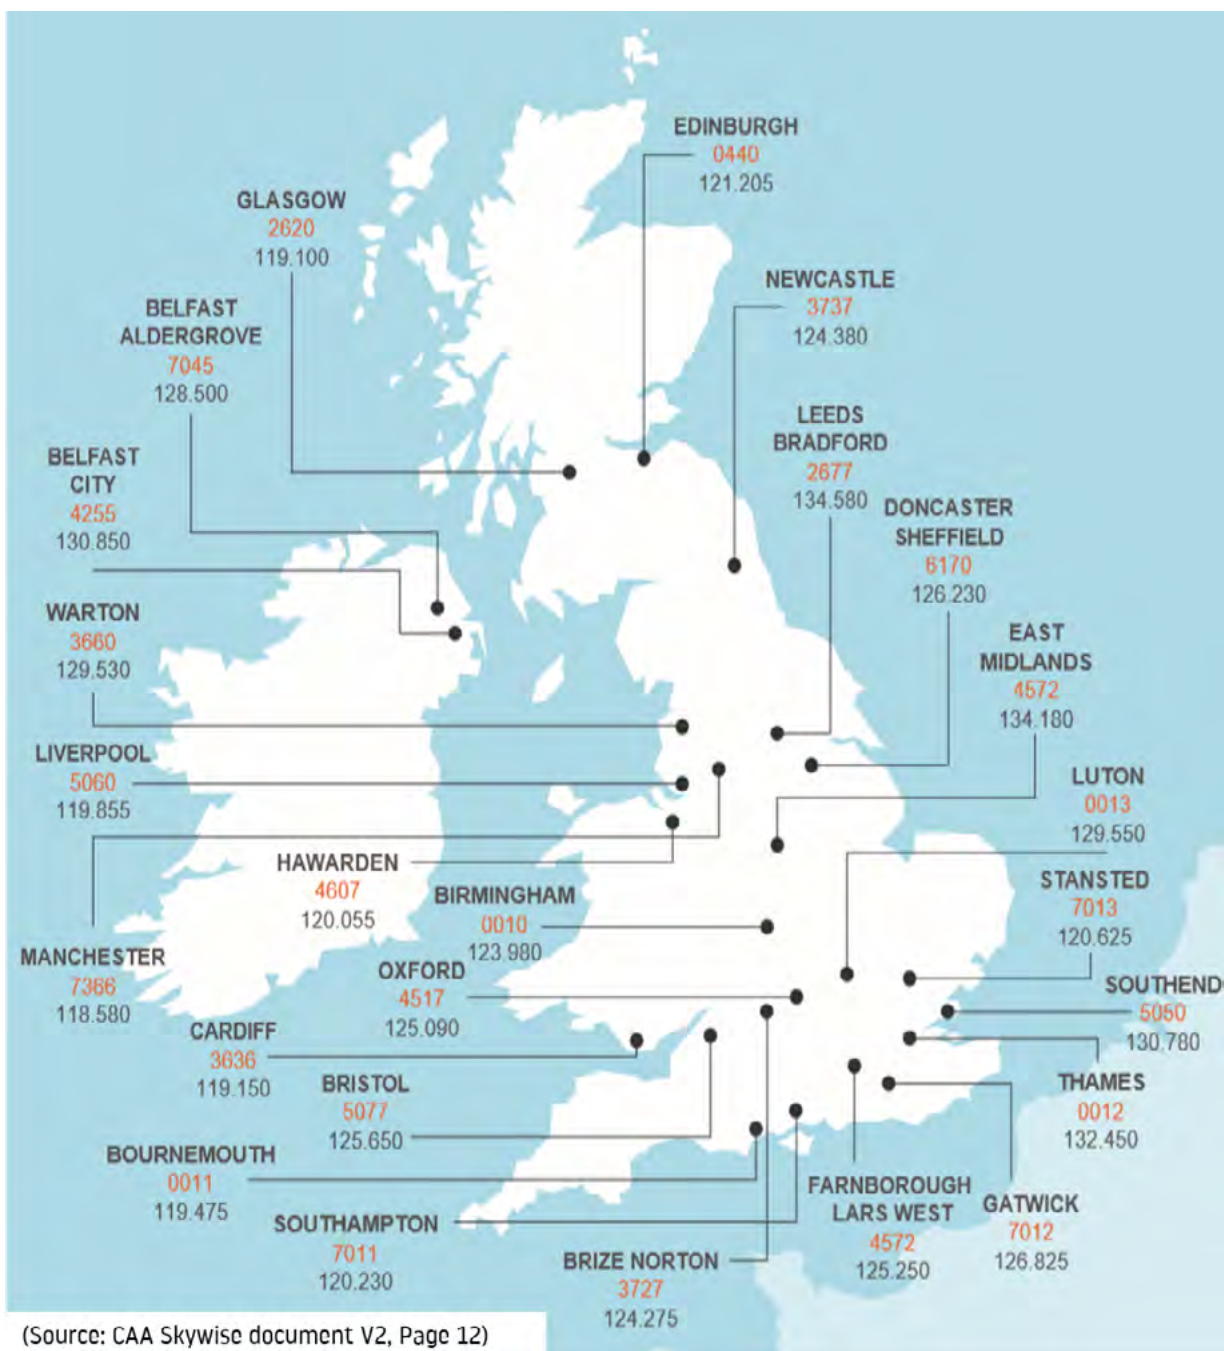 EDINBURGH
0440
121.205
GLASGOW
2620
119.100
NEWCASTLE
3737
124.380
BELFAST
ALDERGROVE
7045
128.500
LEEDS
BRADFORD
2677
134.580
BELFAST
CITY
4255
130.850
DONCASTER
SHEFFIELD
6170
126.230
WARTON
3660
129.530
EAST
MIDLANDS
4572
134.180
LIVERPOOL
5060
119.855
LUTON
0013
129.550
HAWARDEN
4607
120.055
BIRMINGHAM
0010
123.980
STANSTED
7013
120.625
MANCHESTER
7366
118.580
OXFORD
4517
125.090
SOUTHEND
5050
130.780
CARDIFF
3636
119.150
BRISTOL
5077
125.650
THAMES
0012
132.450
BOURNEMOUTH
0011
119.475
FARNBOROUGH
LARS WEST
4572
125.250
GATWICK
7012
126.825
SOUTHAMPTON
7011
120.230
BRIZE NORTON
3727
124.275
(Source: CAA Skywise document V2, Page 12)